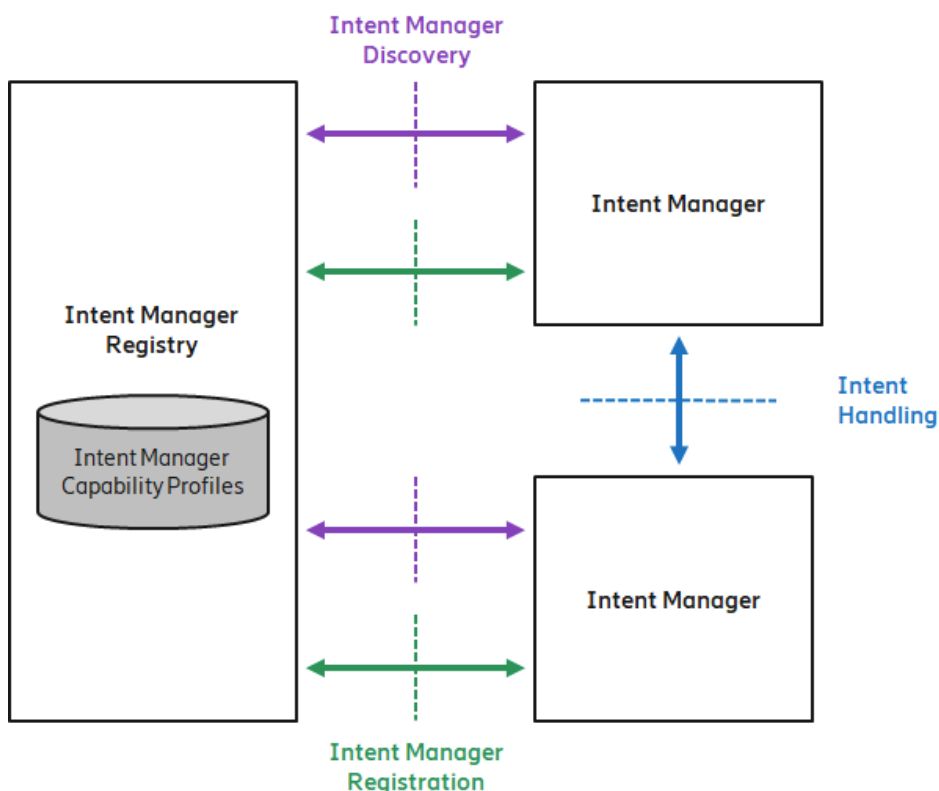 Intent Manager
Discovery
Intent Manager
Intent Manager
Registry
Intent
Handling
Intent Manager
Capability Profiles
Intent Manager
Intent Manager
Registration